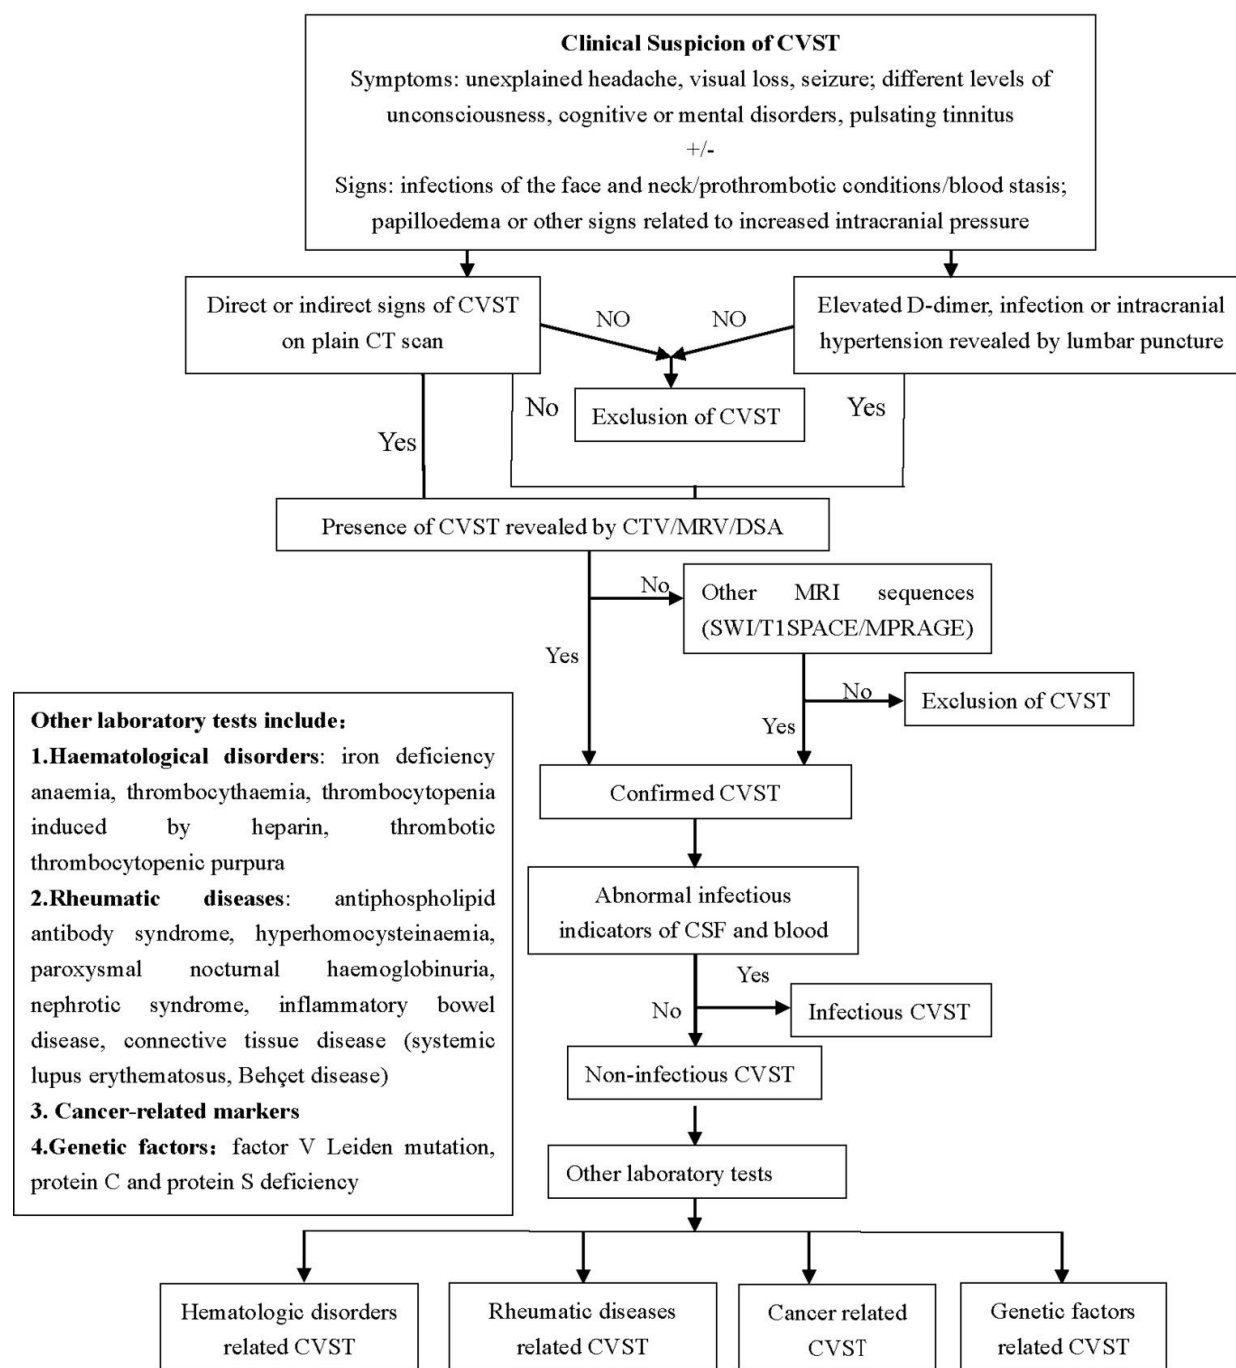 Clinical Suspicion of CVST
Symptoms: unexplained headache, visual loss, seizure; different levels of
unconsciousness, cognitive or mental disorders, pulsating tinnitus
+/-
Signs: infections of the face and neck/prothrombotic conditions/blood stasis;
papilloedema or other signs related to increased intracranial pressure
Direct or indirect signs of CVST
on plain CT scan
NO
NO
Elevated D-dimer, infection or intracranial
hypertension revealed by lumbar puncture
Exclusion of CVST
Yes
No
Yes
Presence of CVST revealed by CTV/MRV/DSA
No
Other MRI sequences
(SWI/T1SPACE/MPRAGE)
Yes
No
Exclusion of CVST
Yes
Confirmed CVST
Abnormal infectious
indicators of CSF and blood
Yes
Infectious CVST
No
Non-infectious CVST
Other laboratory tests
Other laboratory tests include：
1.Haematological disorders: iron deficiency
anaemia, thrombocythaemia, thrombocytopenia
induced by heparin, thrombotic
thrombocytopenic purpura
2.Rheumatic diseases: antiphospholipid
antibody syndrome, hyperhomocysteinaemia,
paroxysmal nocturnal haemoglobinuria,
nephrotic syndrome, inflammatory bowel
disease, connective tissue disease (systemic
lupus erythematosus, Behçet disease)
3. Cancer-related markers
4.Genetic factors：factor V Leiden mutation,
protein C and protein S deficiency
Hematologic disorders
related CVST
Rheumatic diseases
related CVST
Cancer related
CVST
Genetic factors
related CVST